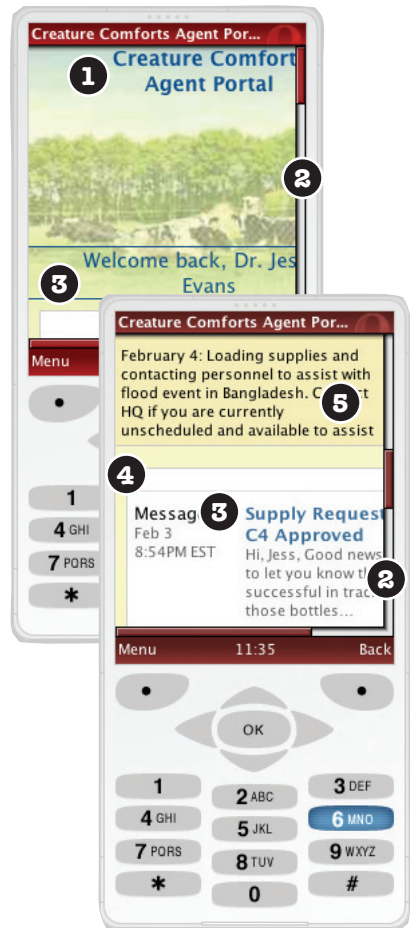 Creature Comforts Agent Por...
1
Creature Comfort
Agent Portal
2
Welcome back, Dr. Jes
3
Evans
Menu
1
4 GHI
7 PQRS
*
Creature Comforts Agent Por...
February 4: Loading supplies and
contacting personnel to assist with
flood event in Bangladesh.
5
HQ if you are currently
unscheduled and available to assist
4
Message
3
Feb 3
8:54PM EST
Supply Request
C4 Approved
Hi, Jess, Good news
to let you know
2
successful in
those bottles...
Menu 11:35 Back
OK
1 2 ABC 3 DEF
4 GHI 5 JKL 6 MNO
7 PQRS 8 TUV 9 WXYZ
* 0 #